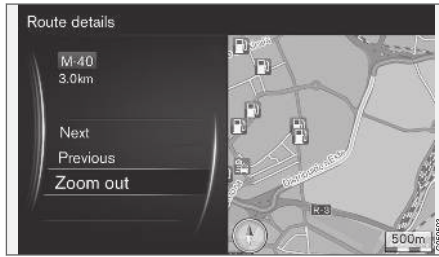 Route details
M-40
3.0km
Next
Previous
Zoom out
R-3
500m